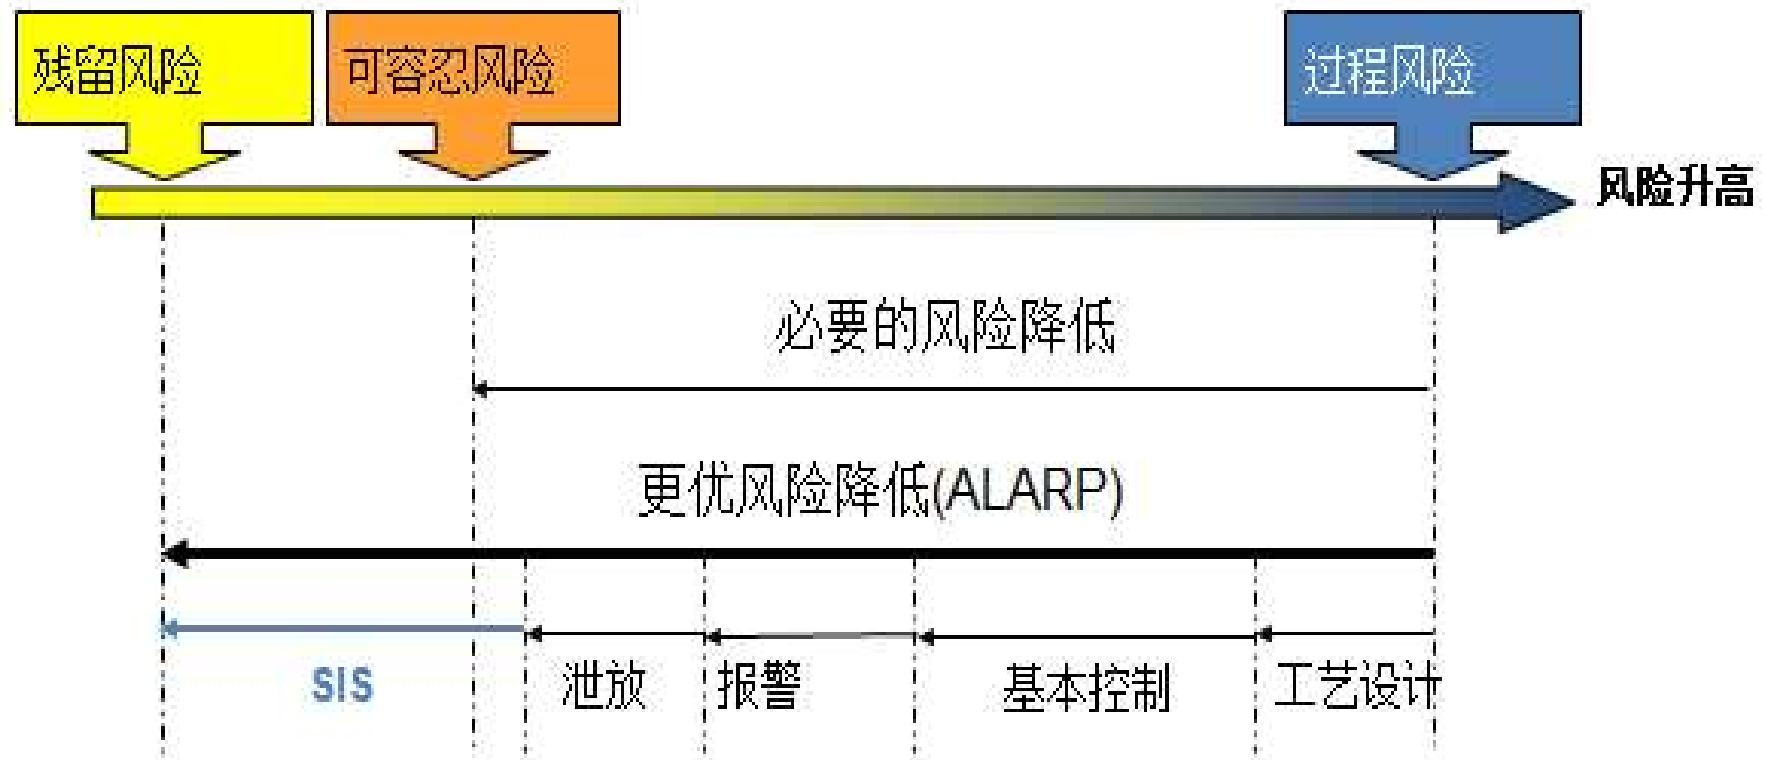 残留风险
可容忍风险
过程风险
风险升高
必要的风险降低
更优风险降低(ALARP)
SIS
泄放
报警
基本控制
工艺设计